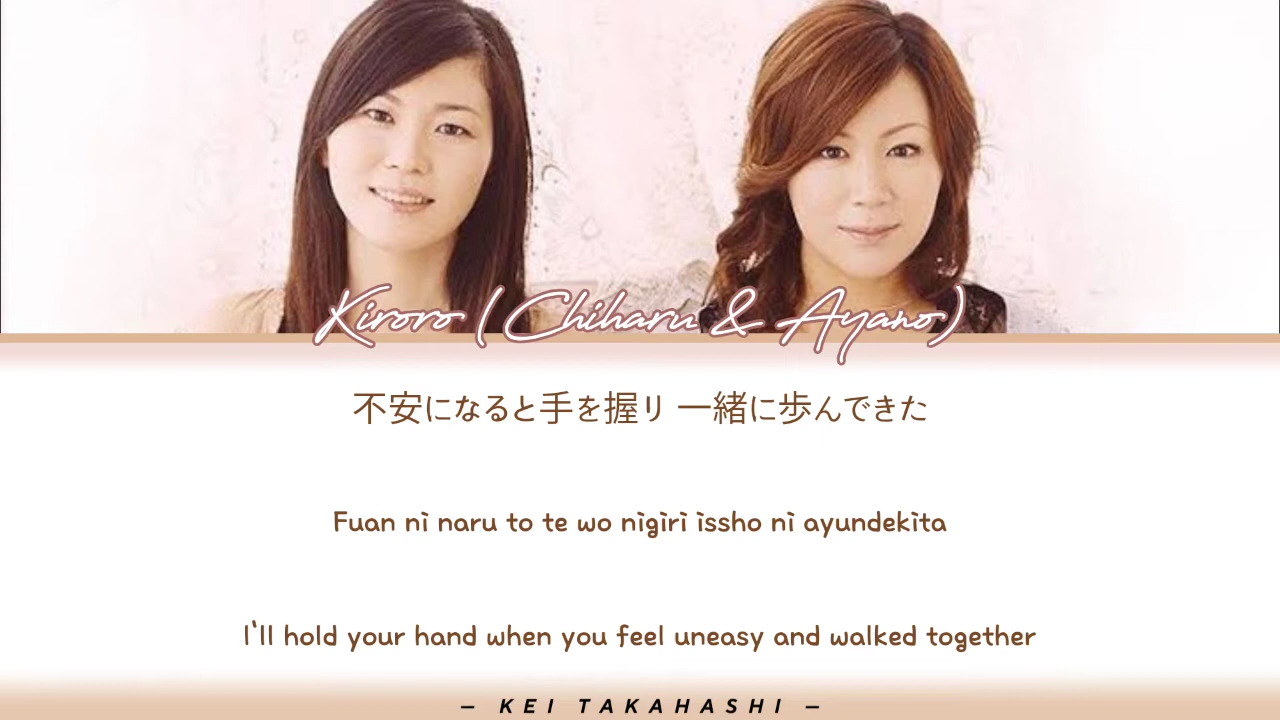 Kiroro (Chiharu & Ayano)
不安になると手を握り 一緒に歩んできた
Fuan ni naru to te wo nigiri issho ni ayundekita
I'll hold your hand when you feel uneasy and walked together
– KEI TAKAHASHI –